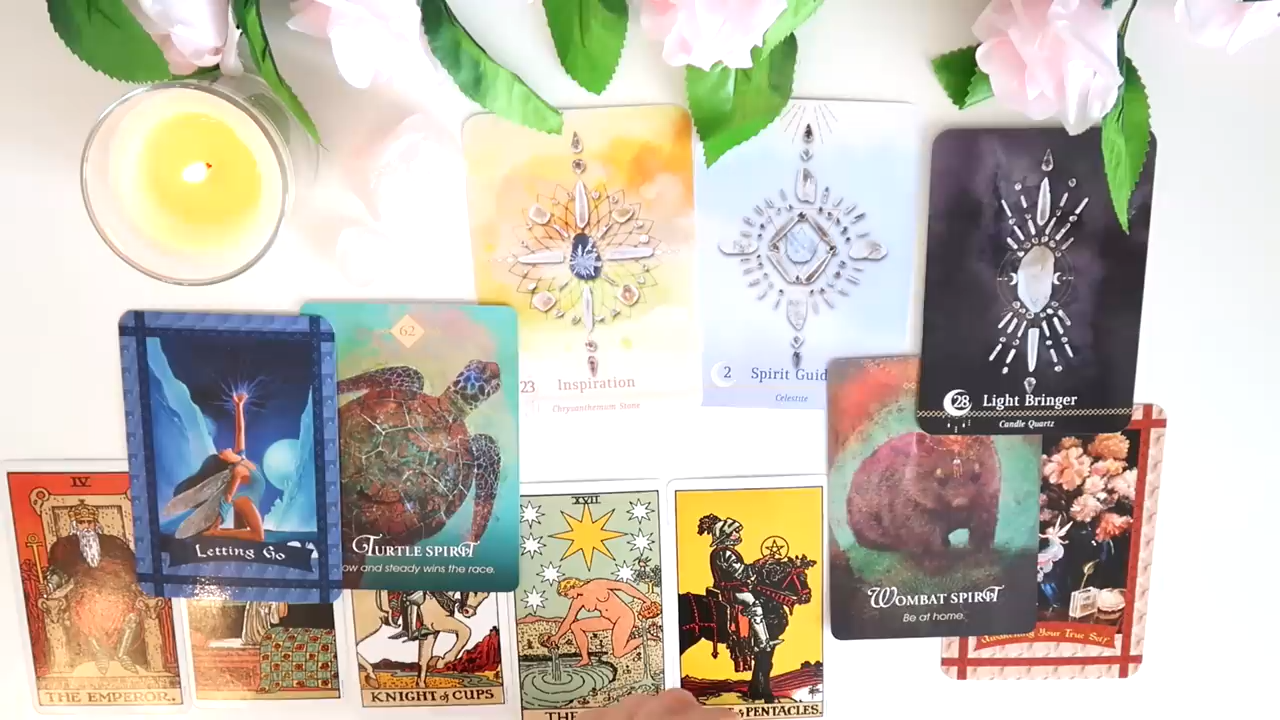 23 Inspiration
Chrysanthemum Stone
2 Spirit Guid
Celestite
28 Light Bringer
Candle Quartz
62
TURTLE SPIRIT
ow and steady wins the race.
Letting Go
WOMBAT SPIRIT
Be at home.
Awakening Your True Self
IV
THE EMPEROR.
KNIGHT of CUPS
XVII
THE
of PENTACLES.